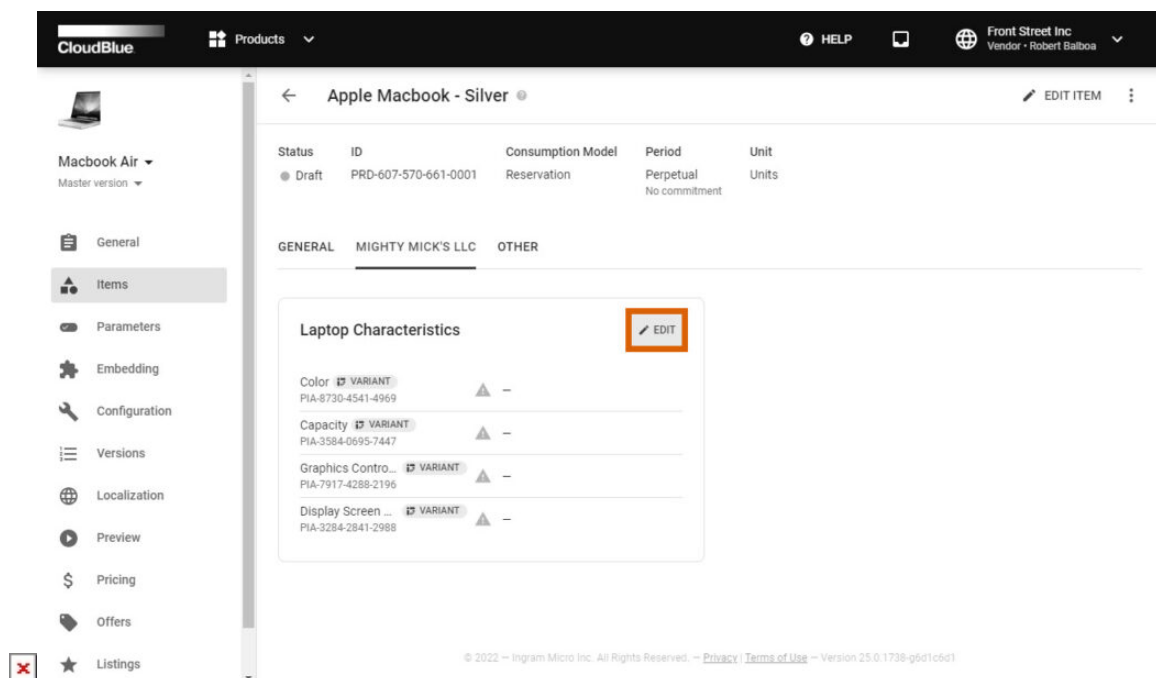 CloudBlue
Products
HELP
Front Street Inc
Vendor • Robert Balboa
Macbook Air
Master version
General
Items
Parameters
Embedding
Configuration
Versions
Localization
Preview
Pricing
Offers
Listings
Apple Macbook - Silver
EDIT ITEM
Status ID Consumption Model Period Unit
Draft PRD-607-570-661-0001 Reservation Perpetual Units
No commitment
GENERAL MIGHTY MICK'S LLC OTHER
Laptop Characteristics
EDIT
Color VARIANT
PIA-8730-4541-4969 –
Capacity VARIANT
PIA-3584-0695-7447 –
Graphics Contro... VARIANT
PIA-7917-4288-2196 –
Display Screen ... VARIANT
PIA-3284-2841-2988 –
© 2022 – Ingram Micro Inc. All Rights Reserved. – Privacy | Terms of Use – Version 25.0.1738-g6d1c6d1